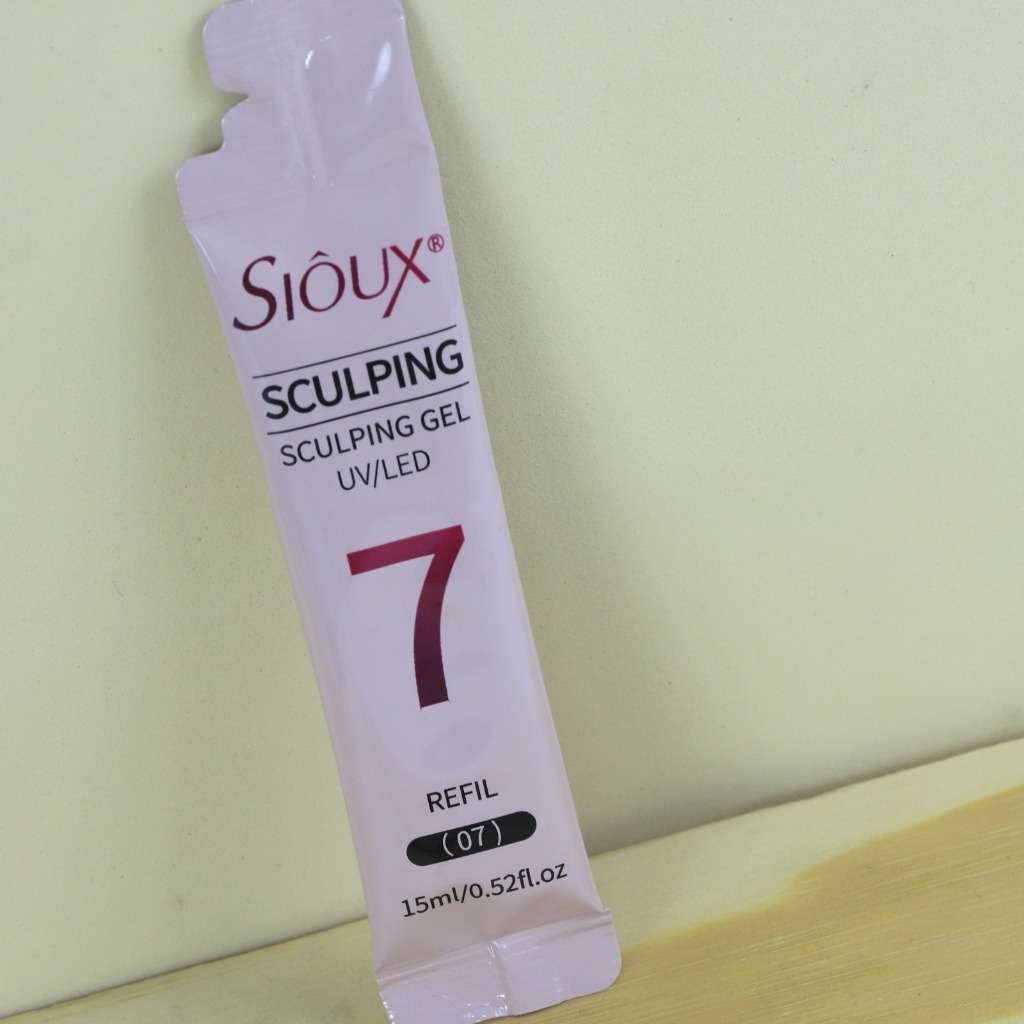 SIÔUX®
SCULPING
SCULPING GEL
UV/LED
7
REFIL
(07)
15ml/0.52fl.oz